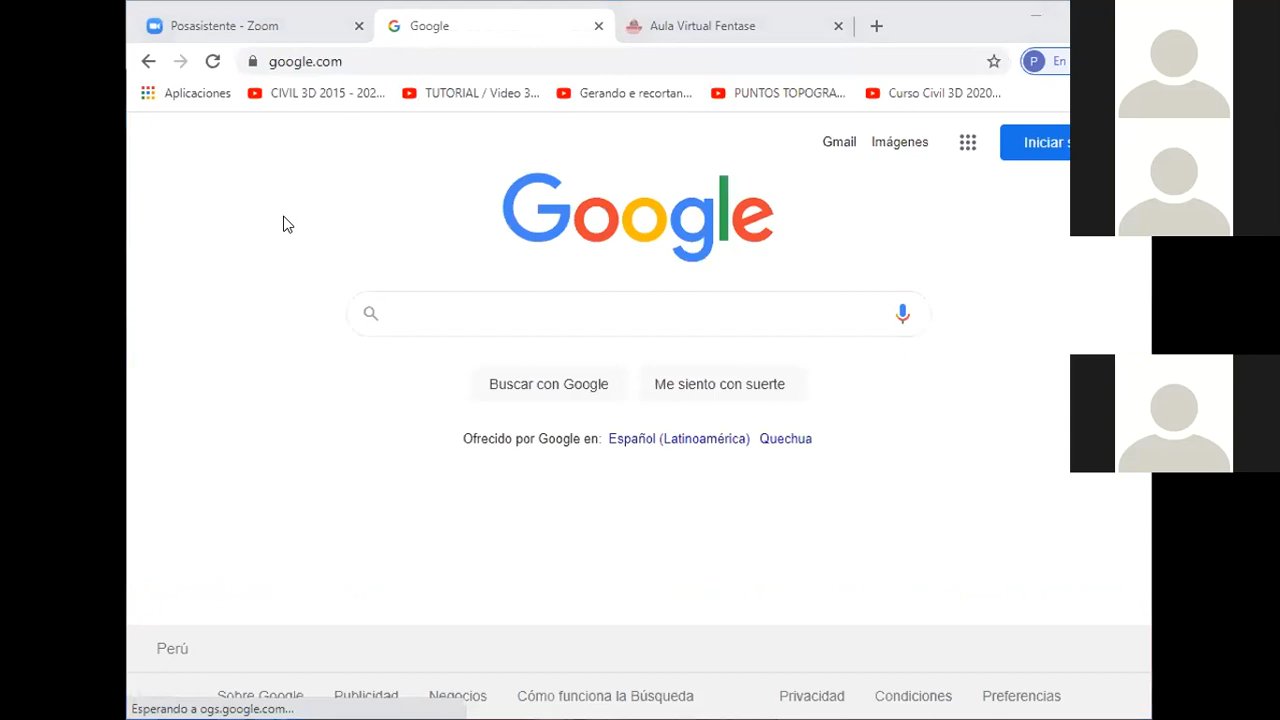 Posasistente - Zoom
Google
Aula Virtual Fentase
google.com
P
En
Aplicaciones
CIVIL 3D 2015 - 202...
TUTORIAL / Video 3...
Gerando e recortan...
PUNTOS TOPOGRA...
Curso Civil 3D 2020...
Gmail
Imágenes
Iniciar s
Google
Buscar con Google
Me siento con suerte
Ofrecido por Google en: Español (Latinoamérica) Quechua
Perú
Sobre Google
Publicidad
Negocios
Cómo funciona la Búsqueda
Privacidad
Condiciones
Preferencias
Esperando a ogs.google.com...